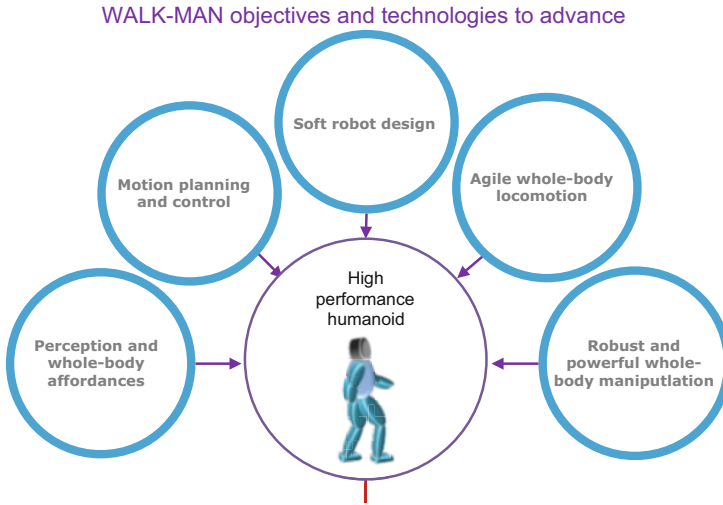 WALK-MAN objectives and technologies to advance
Soft robot design
Motion planning
and control
Agile whole-body
locomotion
High
performance
humanoid
Perception and
whole-body
affordances
Robust and
powerful whole-
body maniputlation